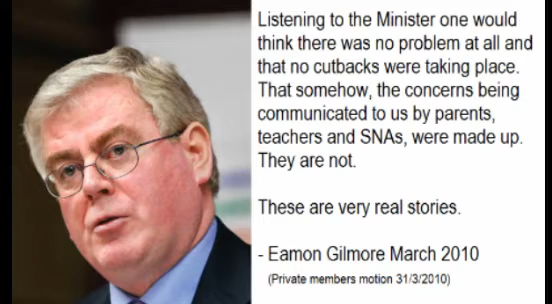 Listening to the Minister one would
think there was no problem at all and
that no cutbacks were taking place.
That somehow, the concerns being
communicated to us by parents,
teachers and SNAs, were made up.
They are not.
These are very real stories.
- Eamon Gilmore March 2010
(Private members motion 31/3/2010)